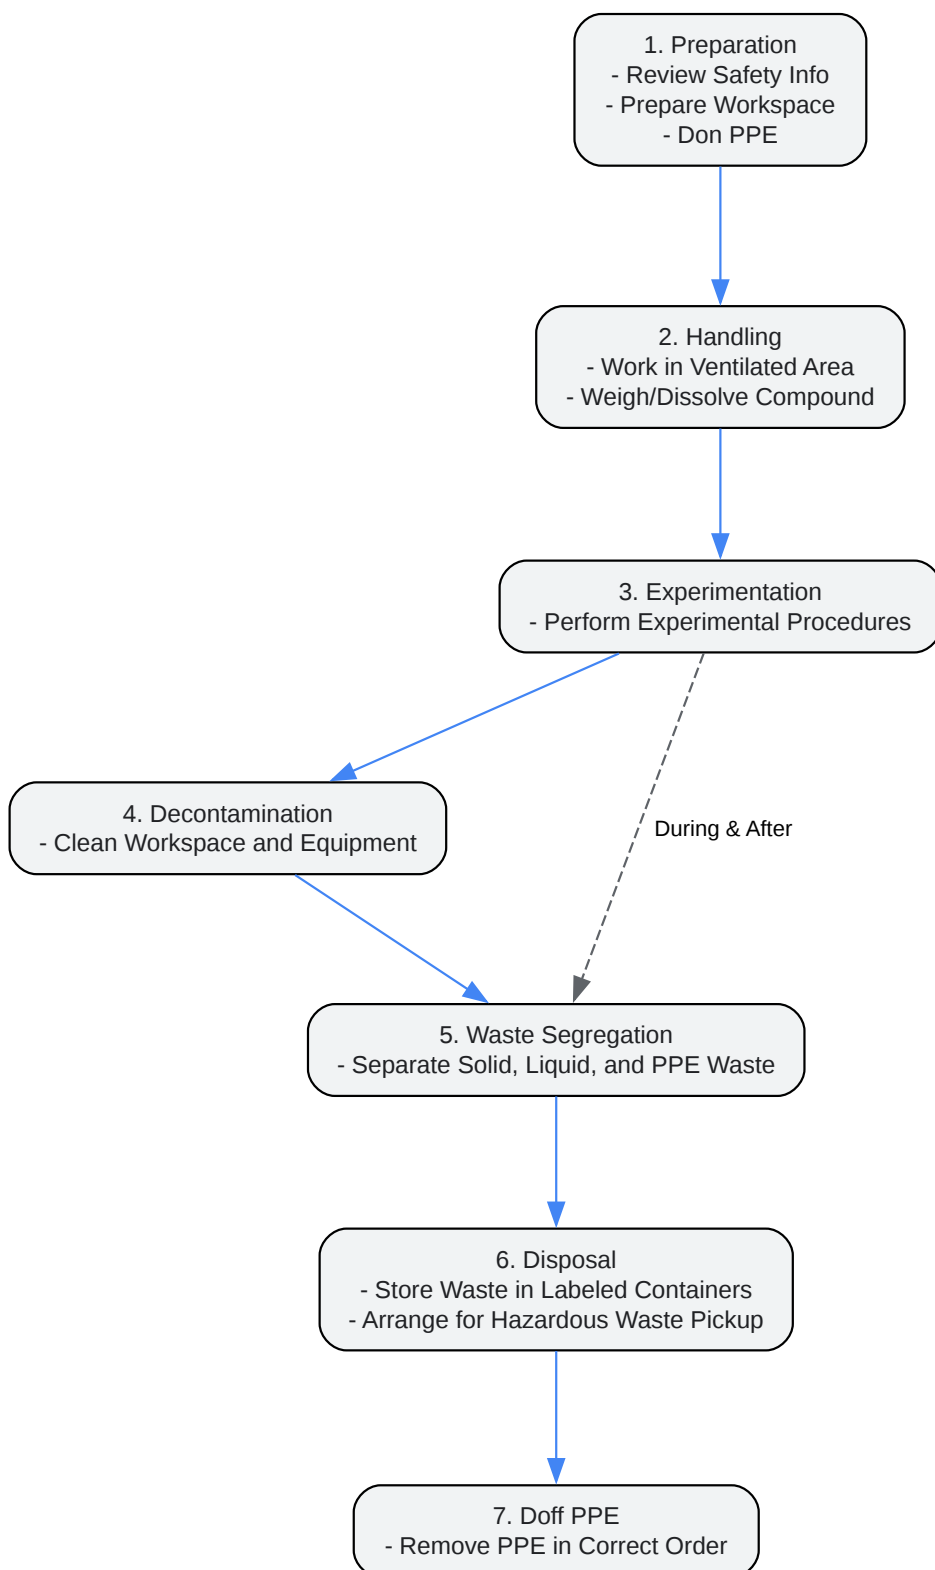 1. Preparation
- Review Safety Info
- Prepare Workspace
- Don PPE
2. Handling
- Work in Ventilated Area
- Weigh/Dissolve Compound
3. Experimentation
- Perform Experimental Procedures
4. Decontamination
- Clean Workspace and Equipment
During & After
5. Waste Segregation
- Separate Solid, Liquid, and PPE Waste
6. Disposal
- Store Waste in Labeled Containers
- Arrange for Hazardous Waste Pickup
7. Doff PPE
- Remove PPE in Correct Order